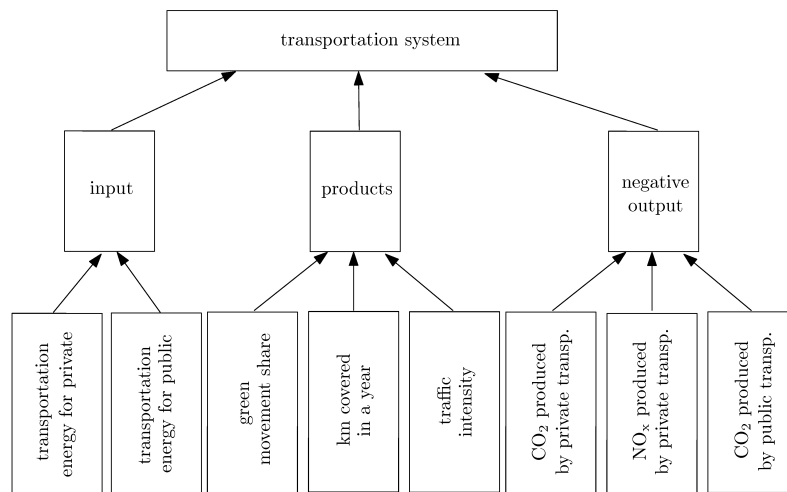 transportation system
input
products
negative
output
transportation
energy for private
transportation
energy for public
green
movement share
km covered
in a year
traffic
intensity
CO₂ produced
by private transp.
NOₓ produced
by private transp.
CO₂ produced
by public transp.